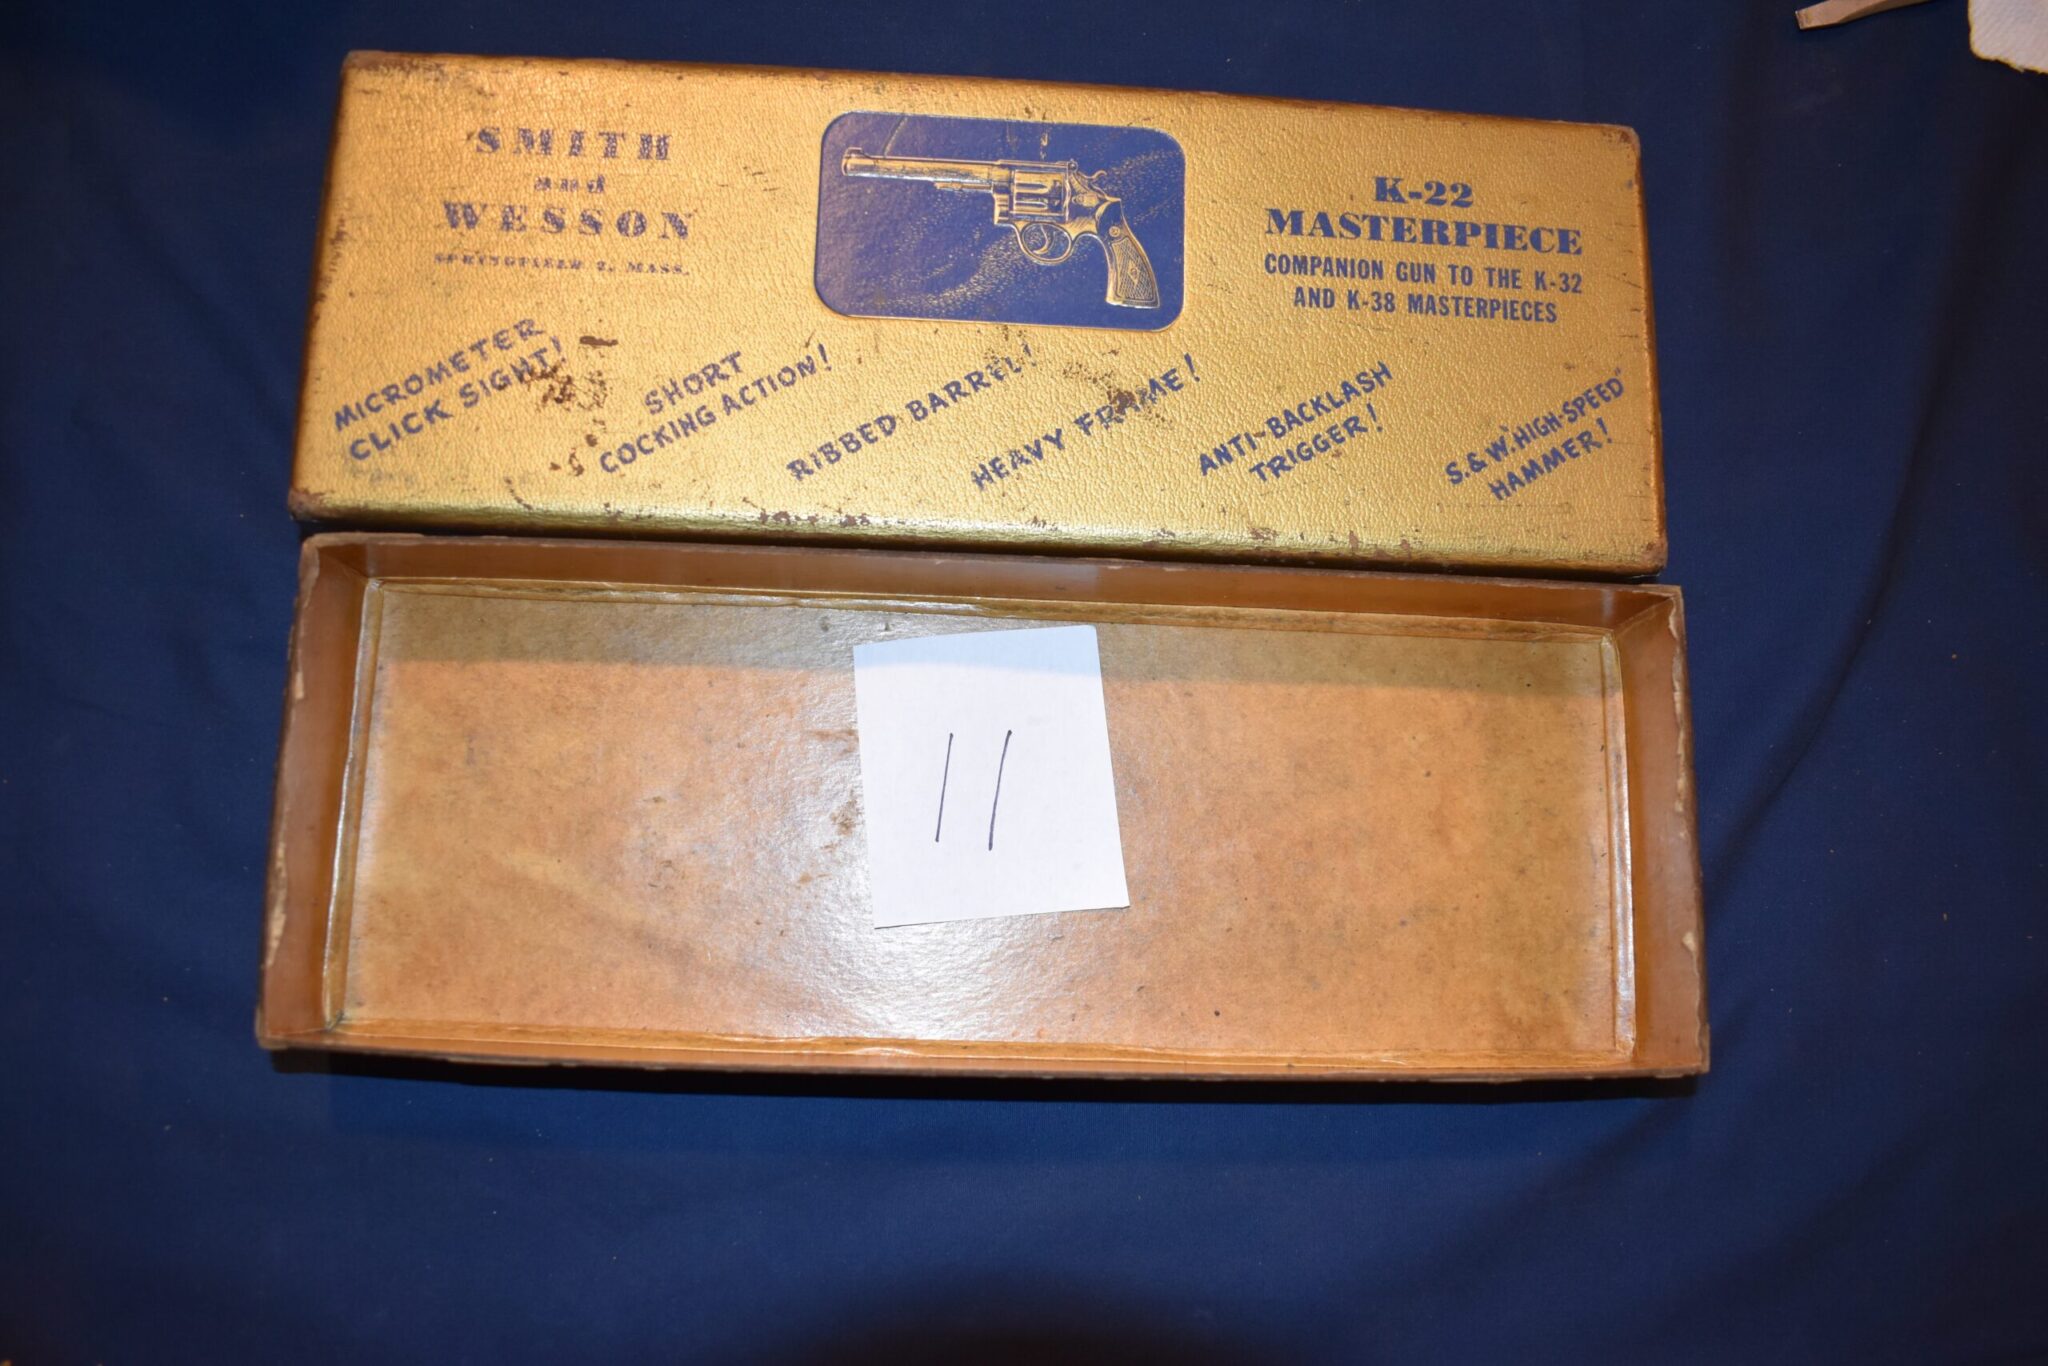 SMITH
and
WESSON
SPRINGFIELD 2, MASS.
K-22
MASTERPIECE
COMPANION GUN TO THE K-32
AND K-38 MASTERPIECES
MICROMETER
CLICK SIGHT!
SHORT
COCKING ACTION!
RIBBED BARREL!
HEAVY FRAME!
ANTI-BACKLASH
TRIGGER!
S.&W. "HIGH-SPEED"
HAMMER!
11